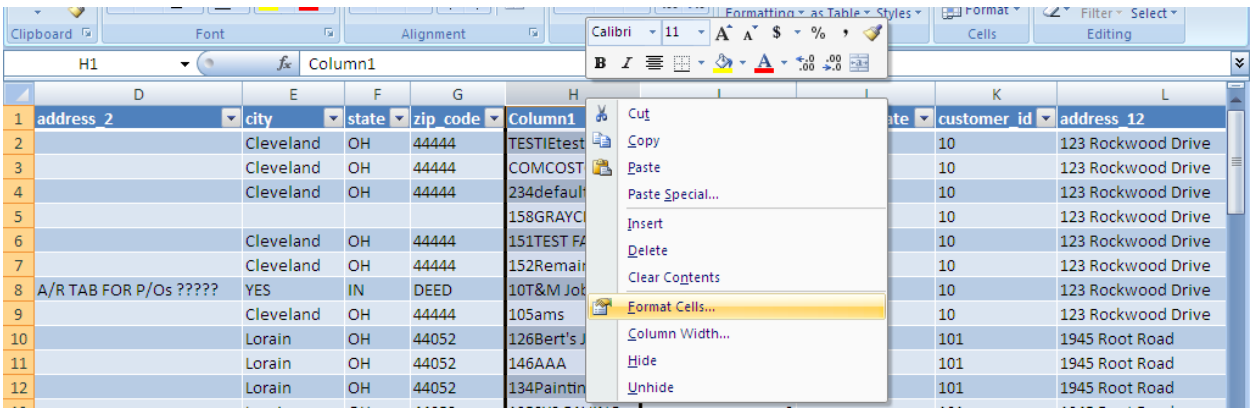 Formatting as Table Styles Format Filter Select
Clipboard Font Alignment Cells Editing
Calibri 11 A A $ % ,
B I A .00 .00
H1 fx Column1
D E F G H K L
1 address_2 city state zip_code Column1 customer_id address_12
2 Cleveland OH 44444 TESTIEtest 10 123 Rockwood Drive
3 Cleveland OH 44444 COMCOST 10 123 Rockwood Drive
4 Cleveland OH 44444 234default 10 123 Rockwood Drive
5 158GRAYC 10 123 Rockwood Drive
6 Cleveland OH 44444 151TEST FA 10 123 Rockwood Drive
7 Cleveland OH 44444 152Remain 10 123 Rockwood Drive
8 A/R TAB FOR P/Os ????? YES IN DEED 10T&M Job 10 123 Rockwood Drive
9 Cleveland OH 44444 105ams 10 123 Rockwood Drive
10 Lorain OH 44052 126Bert's J 101 1945 Root Road
11 Lorain OH 44052 146AAA 101 1945 Root Road
12 Lorain OH 44052 134Paintin 101 1945 Root Road
Cut
Copy
Paste
Paste Special...
Insert
Delete
Clear Contents
Format Cells...
Column Width...
Hide
Unhide